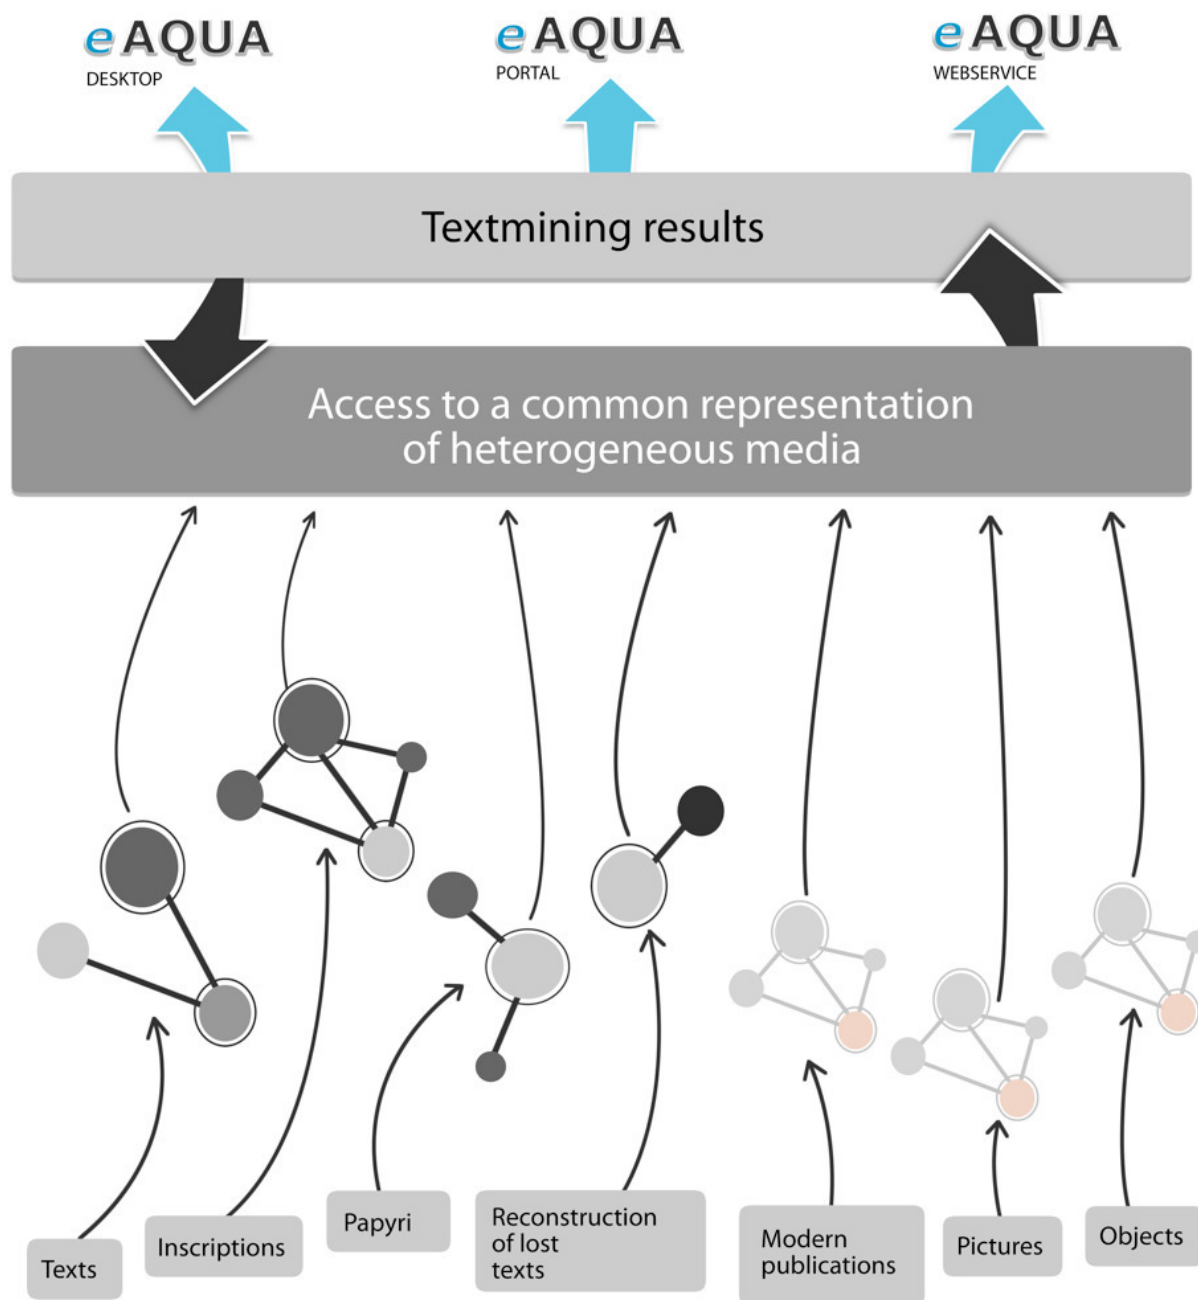 eAQUA
DESKTOP
eAQUA
PORTAL
eAQUA
WEBSERVICE
Textmining results
Access to a common representation
of heterogeneous media
Texts
Inscriptions
Papyri
Reconstruction
of lost
texts
Modern
publications
Pictures
Objects